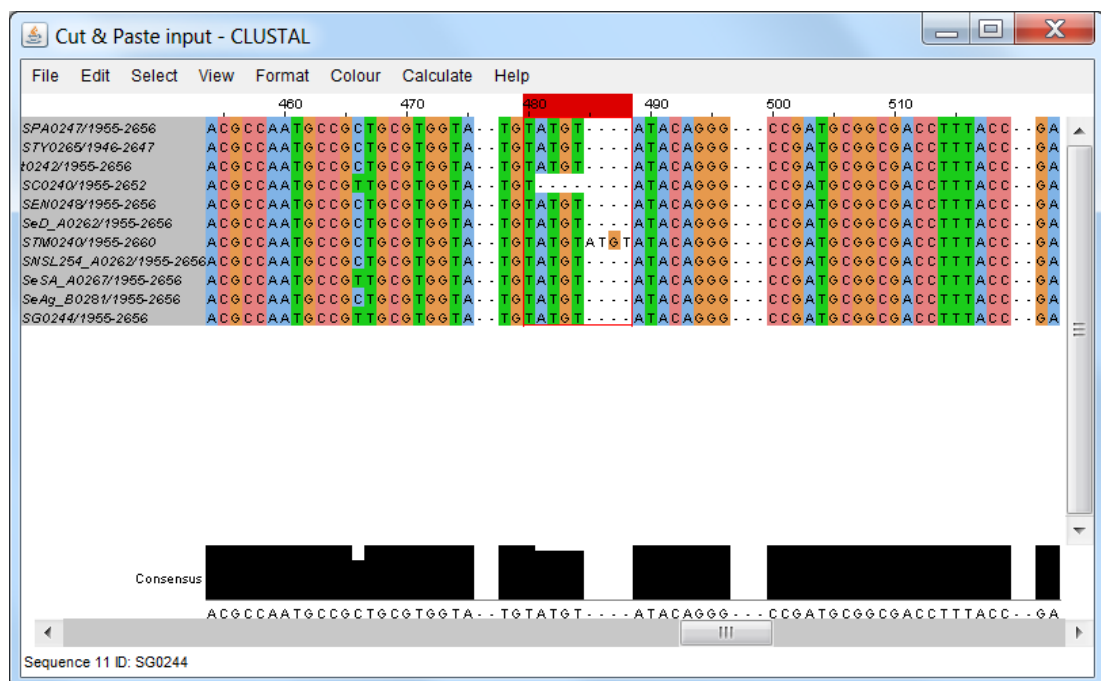 Cut & Paste input - CLUSTAL
File Edit Select View Format Colour Calculate Help
460 470 480 490 500 510
SPA0247/1955-2656 ACGCCAATGCCGCTGCGTGGTA--TGTATGT----ATACAGGG---CCGATGCGGCGACCTTTACC--GA
STY0265/1946-2647 ACGCCAATGCCGCTGCGTGGTA--TGTATGT----ATACAGGG---CCGATGCGGCGACCTTTACC--GA
t0242/1955-2656 ACGCCAATGCCGCTGCGTGGTA--TGTATGT----ATACAGGG---CCGATGCGGCGACCTTTACC--GA
SC0240/1955-2652 ACGCCAATGCCGTTGCGTGGTA--TGT--------ATACAGGG---CCGATGCGGCGACCTTTACC--GA
SEN0248/1955-2656 ACGCCAATGCCGCTGCGTGGTA--TGTATGT----ATACAGGG---CCGATGCGGCGACCTTTACC--GA
SeD_A0262/1955-2656 ACGCCAATGCCGCTGCGTGGTA--TGTATGT----ATACAGGG---CCGATGCGGCGACCTTTACC--GA
STM0240/1955-2660 ACGCCAATGCCGCTGCGTGGTA--TGTATGTATGTATACAGGG---CCGATGCGGCGACCTTTACC--GA
SNSL254_A0262/1955-2656 ACGCCAATGCCGCTGCGTGGTA--TGTATGT----ATACAGGG---CCGATGCGGCGACCTTTACC--GA
SeSA_A0267/1955-2656 ACGCCAATGCCGTTGCGTGGTA--TGTATGT----ATACAGGG---CCGATGCGGCGACCTTTACC--GA
SeAg_B0281/1955-2656 ACGCCAATGCCGCTGCGTGGTA--TGTATGT----ATACAGGG---CCGATGCGGCGACCTTTACC--GA
SG0244/1955-2656 ACGCCAATGCCGTTGCGTGGTA--TGTATGT----ATACAGGG---CCGATGCGGCGACCTTTACC--GA
Consensus
ACGCCAATGCCGCTGCGTGGTA--TGTATGT----ATACAGGG---CCGATGCGGCGACCTTTACC--GA
Sequence 11 ID: SG0244